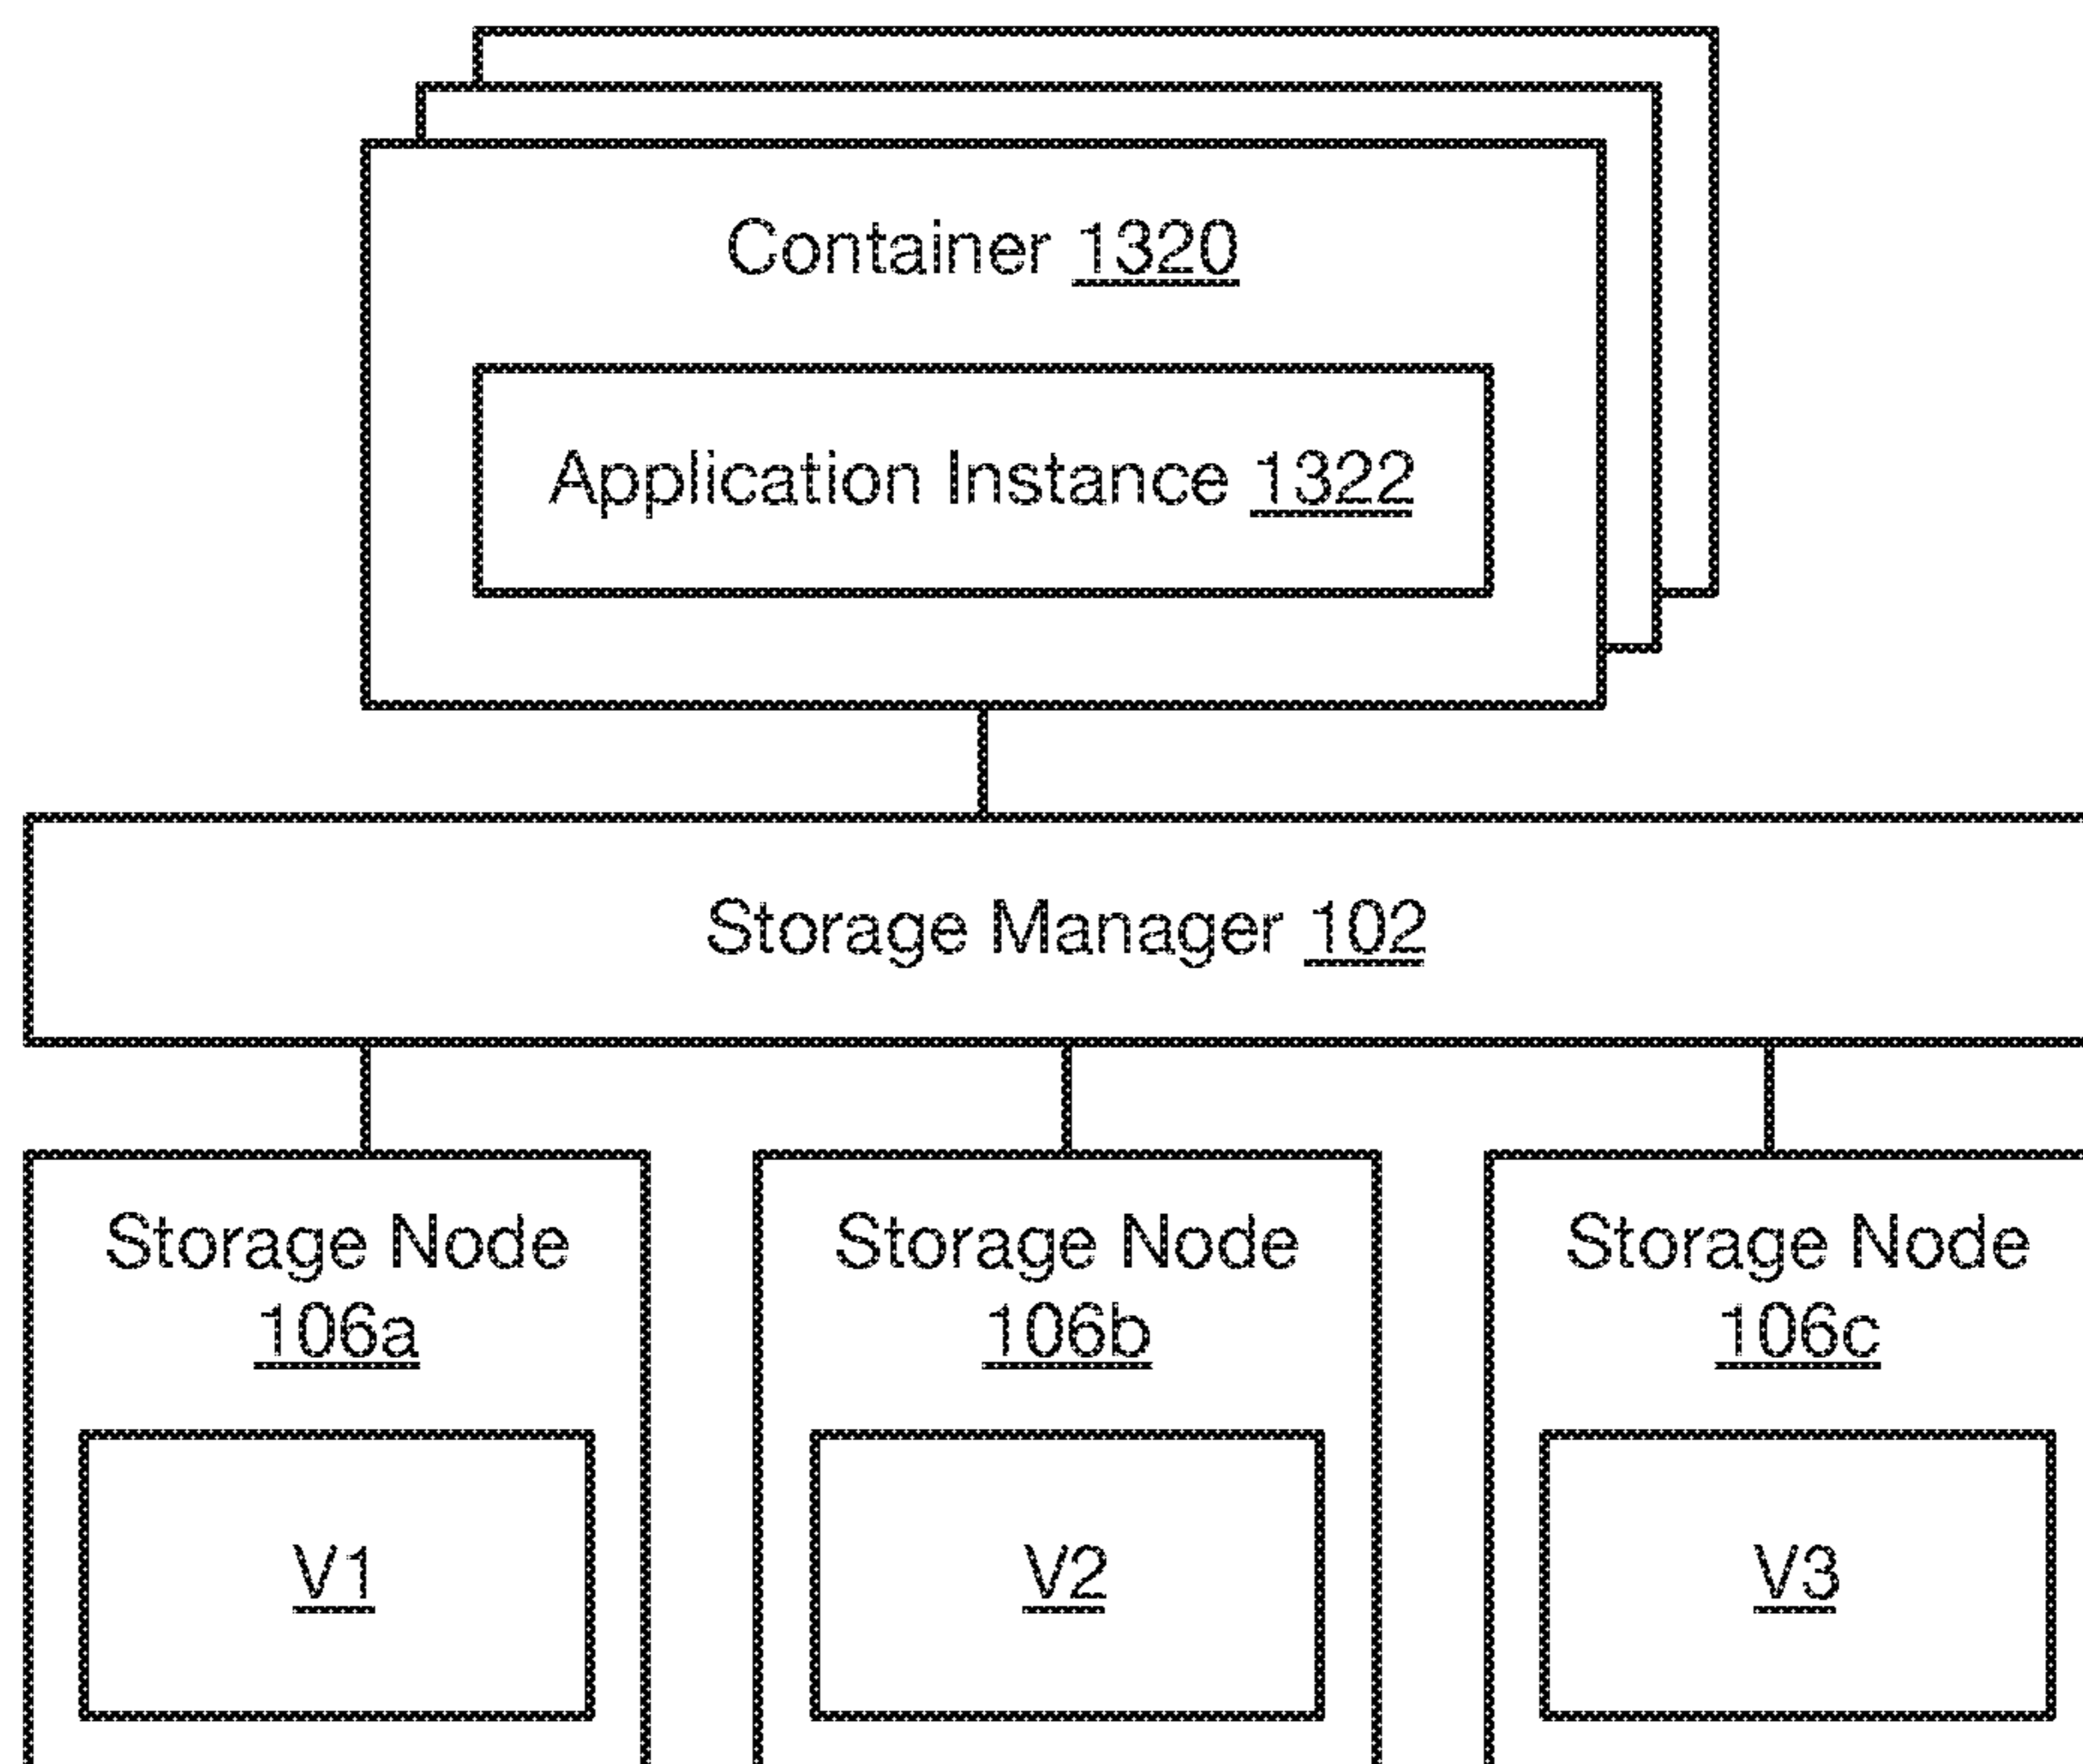 Container 1320
Application Instance 1322
Storage Manager 102
Storage Node
106a
Storage Node
106b
Storage Node
106c
V1
V2
V3